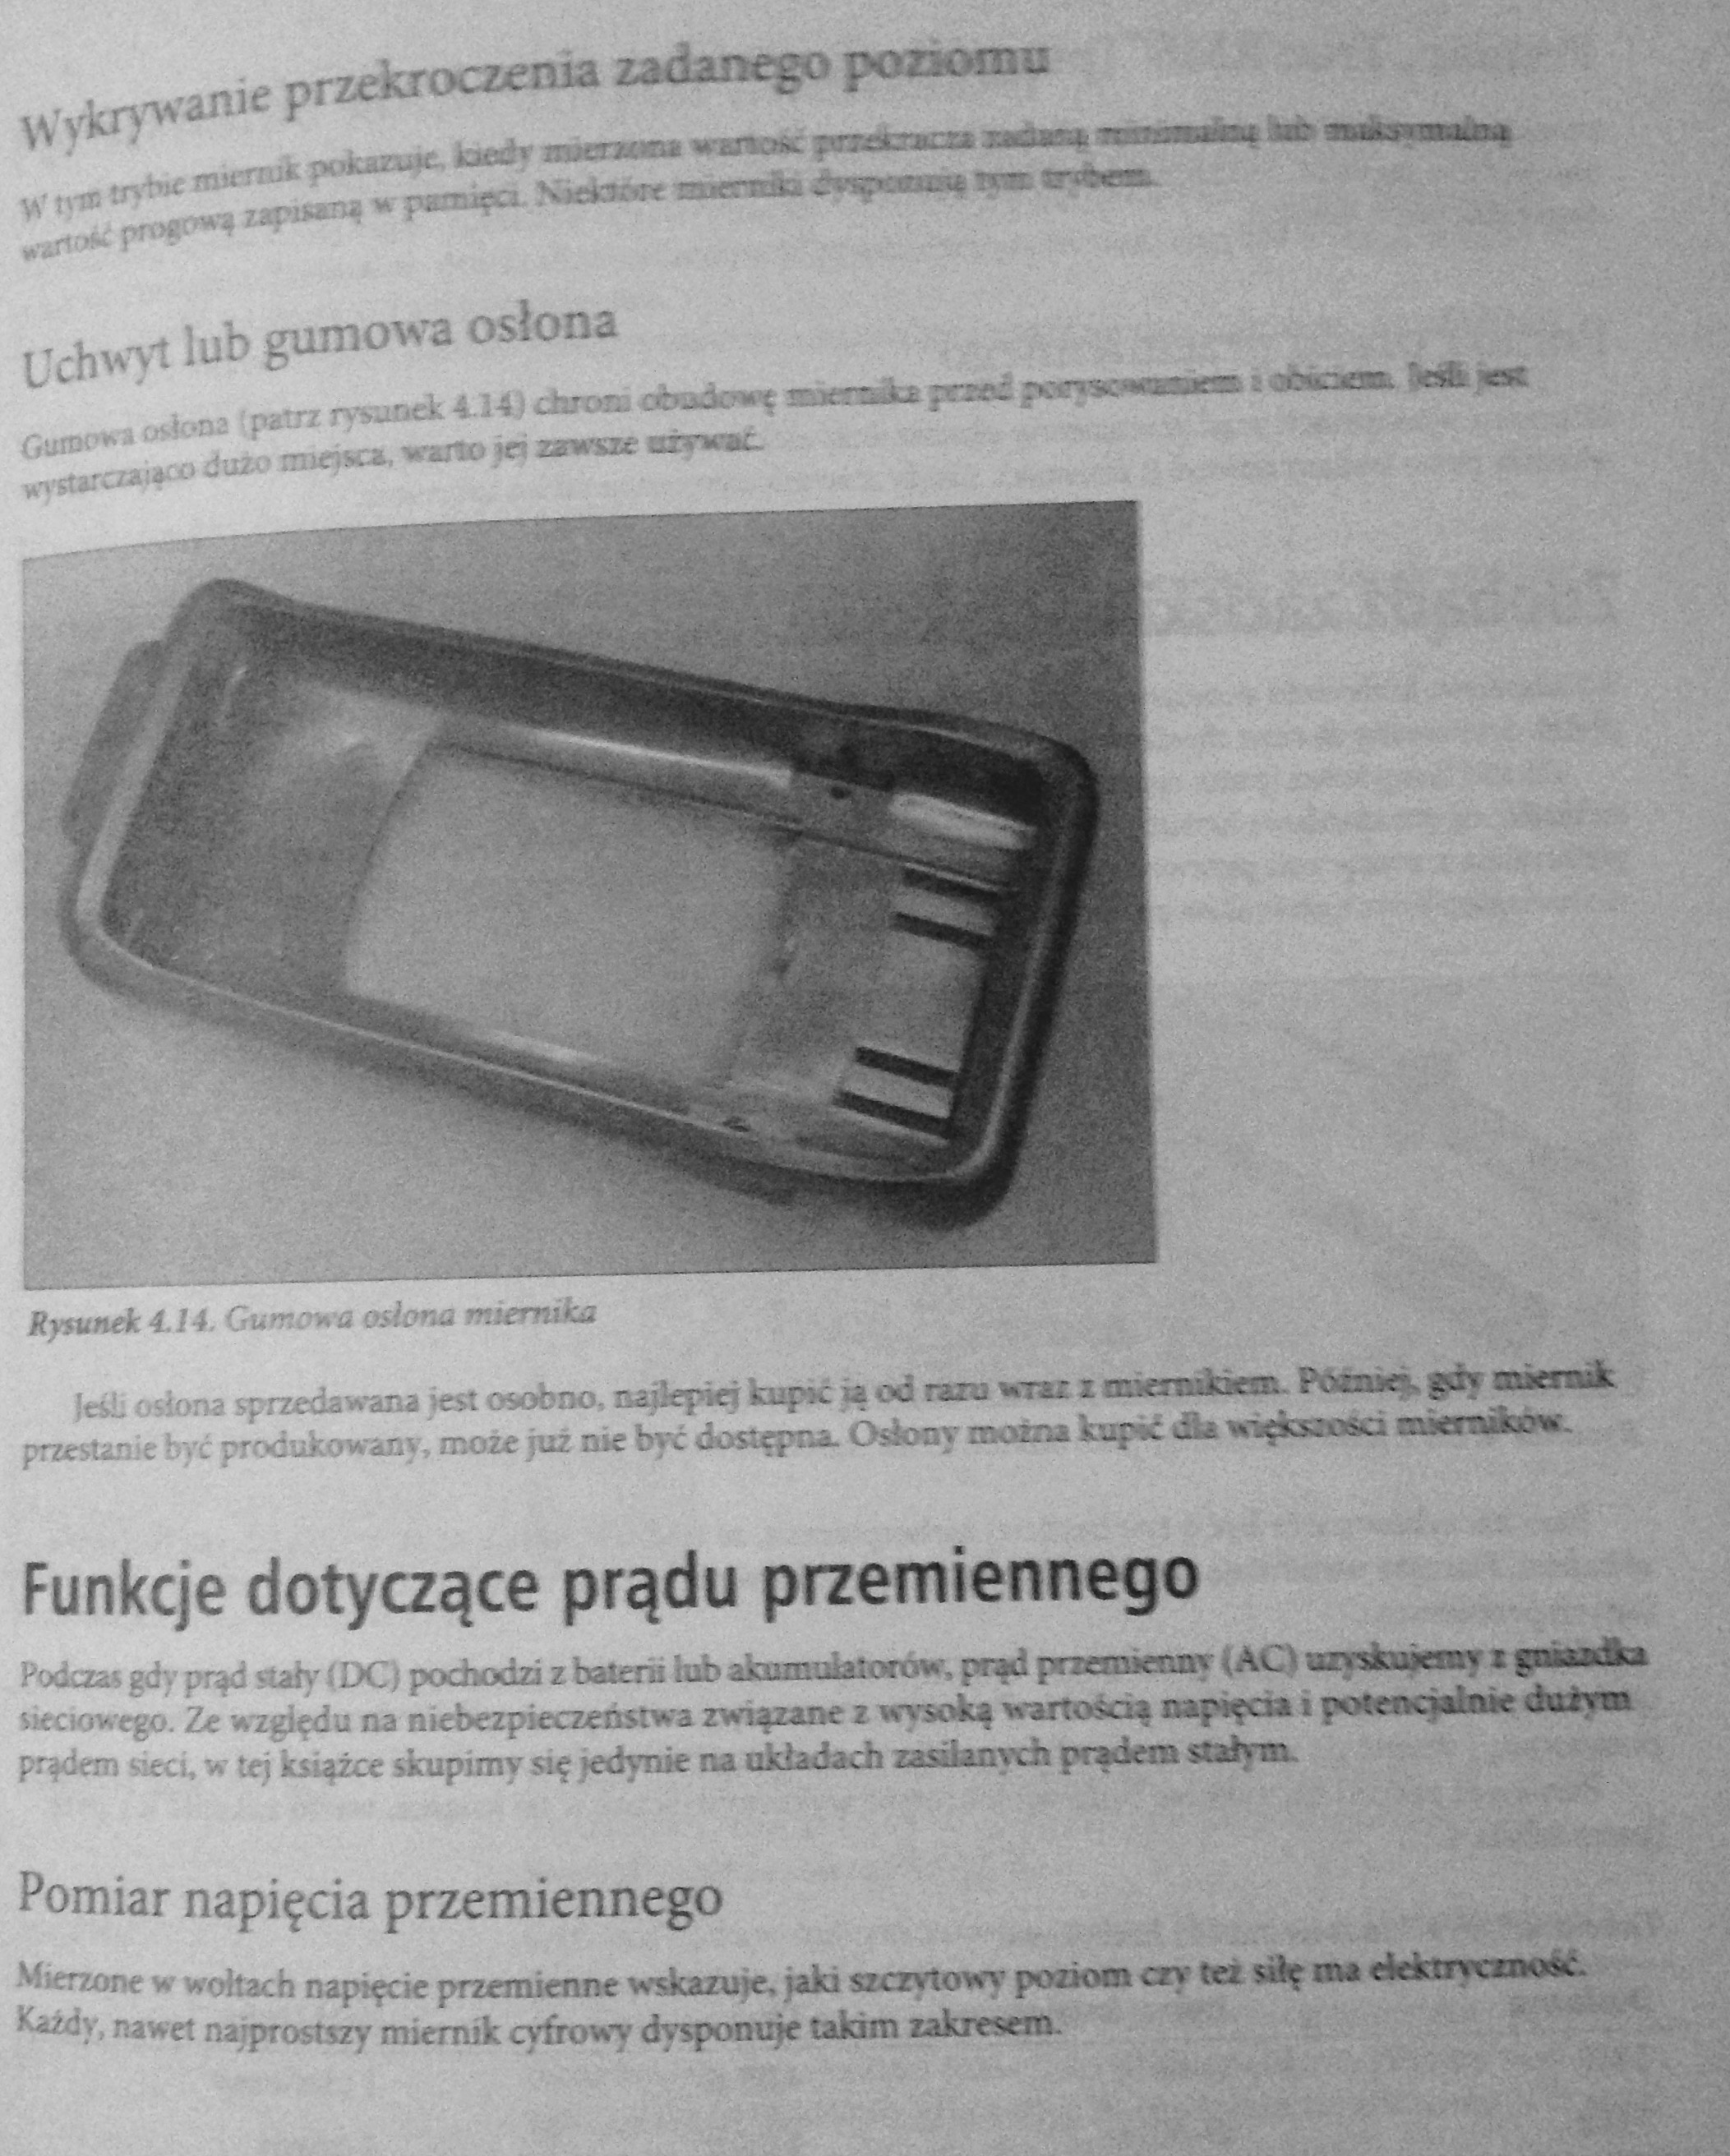 Wykrywanie przekroczenia zadanego poziomu
W tym trybie miernik pokazuje, kiedy mierzona wartość przekracza zadaną minimalną lub maksymalną
wartość progową zapisaną w pamięci. Niektóre mierniki dysponują tym trybem.
Uchwyt lub gumowa osłona
Gumowa osłona (patrz rysunek 4.14) chroni obudowę miernika przed porysowaniem i obiciem. Jeśli jest
wystarczająco dużo miejsca, warto jej zawsze używać.
Rysunek 4.14. Gumowa osłona miernika
Jeśli osłona sprzedawana jest osobno, najlepiej kupić ją od razu wraz z miernikiem. Później, gdy miernik
przestanie być produkowany, może już nie być dostępna. Osłony można kupić dla większości mierników.
Funkcje dotyczące prądu przemiennego
Podczas gdy prąd stały (DC) pochodzi z baterii lub akumulatorów, prąd przemienny (AC) uzyskujemy z gniazdka
sieciowego. Ze względu na niebezpieczeństwa związane z wysoką wartością napięcia i potencjalnie dużym
prądem sieci, w tej książce skupimy się jedynie na układach zasilanych prądem stałym.
Pomiar napięcia przemiennego
Mierzone w woltach napięcie przemienne wskazuje, jaki szczytowy poziom czy też siłę ma elektryczność.
Każdy, nawet najprostszy miernik cyfrowy dysponuje takim zakresem.